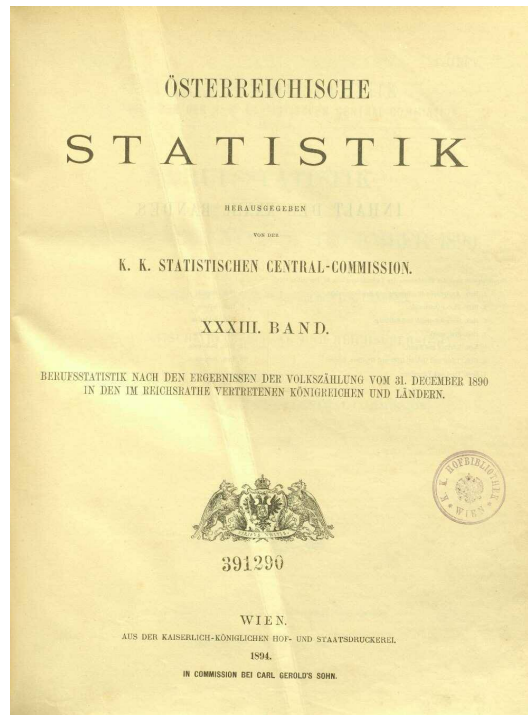 ÖSTERREICHISCHE
STATISTIK
HERAUSGEGEBEN
VON DER
K. K. STATISTISCHEN CENTRAL-COMMISSION.
XXXIII. BAND.
BERUFSSTATISTIK NACH DEN ERGEBNISSEN DER VOLKSZÄHLUNG VOM 31. DECEMBER 1890
IN DEN IM REICHSRATHE VERTRETENEN KÖNIGREICHEN UND LÄNDERN.
K. K. HOFBIBLIOTHEK
WIEN
391290
WIEN.
AUS DER KAISERLICH-KÖNIGLICHEN HOF- UND STAATSDRUCKEREI.
1894.
IN COMMISSION BEI CARL GEROLD'S SOHN.